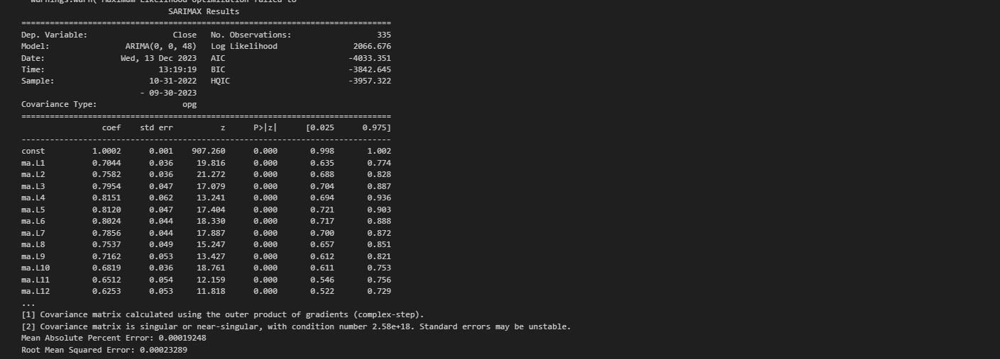 warnings.warn("Maximum Likelihood optimization failed to "
SARIMAX Results
==============================================================================
Dep. Variable: Close No. Observations: 335
Model: ARIMA(0, 0, 48) Log Likelihood 2066.676
Date: Wed, 13 Dec 2023 AIC -4033.351
Time: 13:19:19 BIC -3842.645
Sample: 10-31-2022 HQIC -3957.322
- 09-30-2023
Covariance Type: opg
==============================================================================
coef std err z P>|z| [0.025 0.975]
------------------------------------------------------------------------------
const 1.0002 0.001 907.260 0.000 0.998 1.002
ma.L1 0.7044 0.036 19.816 0.000 0.635 0.774
ma.L2 0.7582 0.036 21.272 0.000 0.688 0.828
ma.L3 0.7954 0.047 17.079 0.000 0.704 0.887
ma.L4 0.8151 0.062 13.241 0.000 0.694 0.936
ma.L5 0.8120 0.047 17.404 0.000 0.721 0.903
ma.L6 0.8024 0.044 18.330 0.000 0.717 0.888
ma.L7 0.7856 0.044 17.887 0.000 0.700 0.872
ma.L8 0.7537 0.049 15.247 0.000 0.657 0.851
ma.L9 0.7162 0.053 13.427 0.000 0.612 0.821
ma.L10 0.6819 0.036 18.761 0.000 0.611 0.753
ma.L11 0.6512 0.054 12.159 0.000 0.546 0.756
ma.L12 0.6253 0.053 11.818 0.000 0.522 0.729
...
[1] Covariance matrix calculated using the outer product of gradients (complex-step).
[2] Covariance matrix is singular or near-singular, with condition number 2.58e+18. Standard errors may be unstable.
Mean Absolute Percent Error: 0.00019248
Root Mean Squared Error: 0.00023289